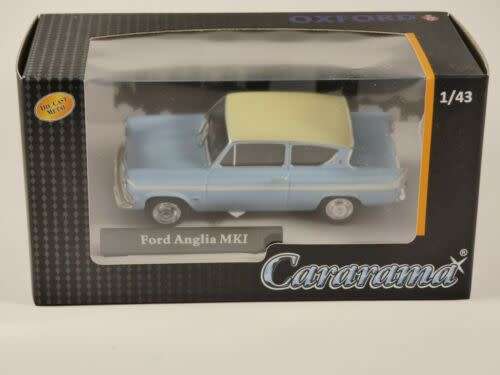 OXFORD
DIE-CAST
METAL
1/43
Ford Anglia MKI
Cararama®